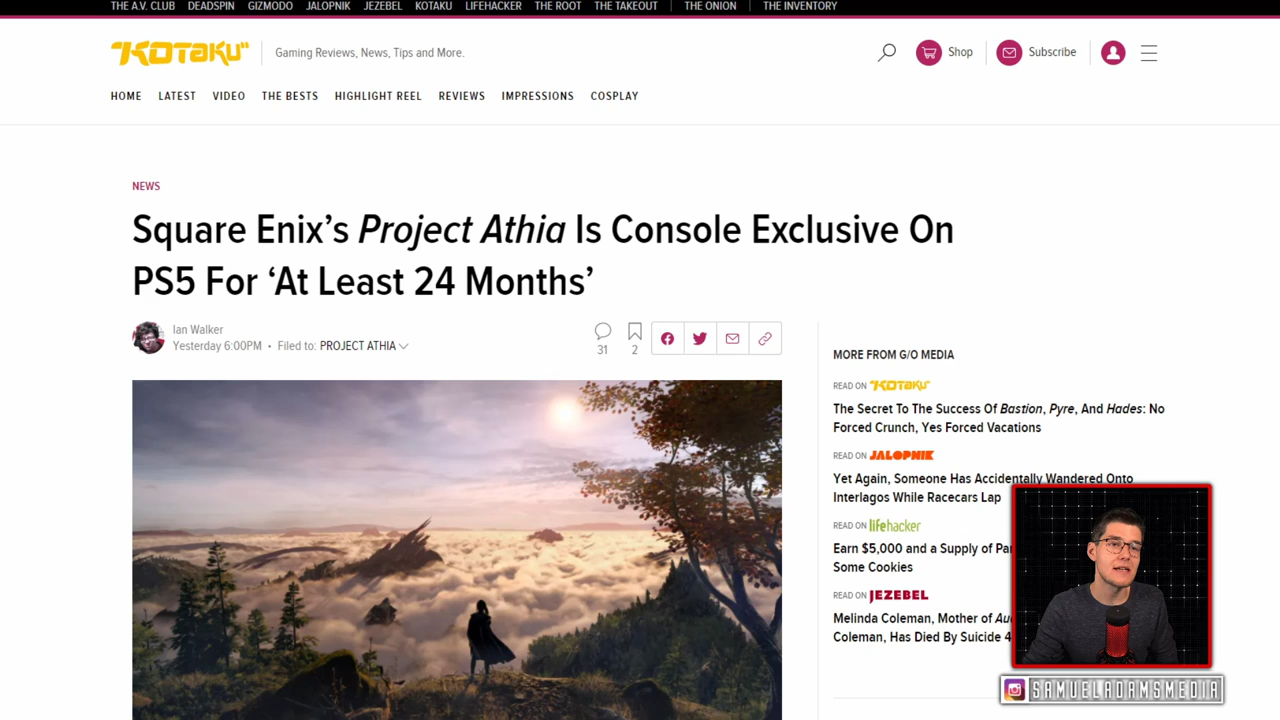 THE A.V. CLUB DEADSPIN GIZMODO JALOPNIK JEZEBEL KOTAKU LIFEHACKER THE ROOT THE TAKEOUT THE ONION THE INVENTORY
KOTAKU Gaming Reviews, News, Tips and More. Shop Subscribe
HOME LATEST VIDEO THE BESTS HIGHLIGHT REEL REVIEWS IMPRESSIONS COSPLAY
NEWS
Square Enix’s Project Athia Is Console Exclusive On
PS5 For ‘At Least 24 Months’
Ian Walker
Yesterday 6:00PM • Filed to: PROJECT ATHIA
31 2
MORE FROM G/O MEDIA
READ ON KOTAKU
The Secret To The Success Of Bastion, Pyre, And Hades: No
Forced Crunch, Yes Forced Vacations
READ ON JALOPNIK
Yet Again, Someone Has Accidentally Wandered Onto
Interlagos While Racecars Lap
READ ON lifehacker
Earn $5,000 and a Supply of
Some Cookies
READ ON JEZEBEL
Melinda Coleman, Mother of
Coleman, Has Died By Suicide
SAMUELADAMSMEDIA